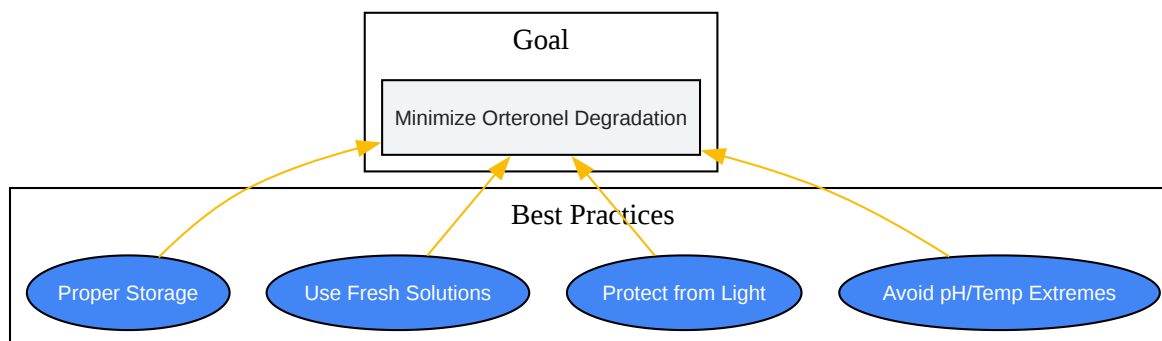 Goal
Minimize Orteronel Degradation
Best Practices
Proper Storage
Use Fresh Solutions
Protect from Light
Avoid pH/Temp Extremes